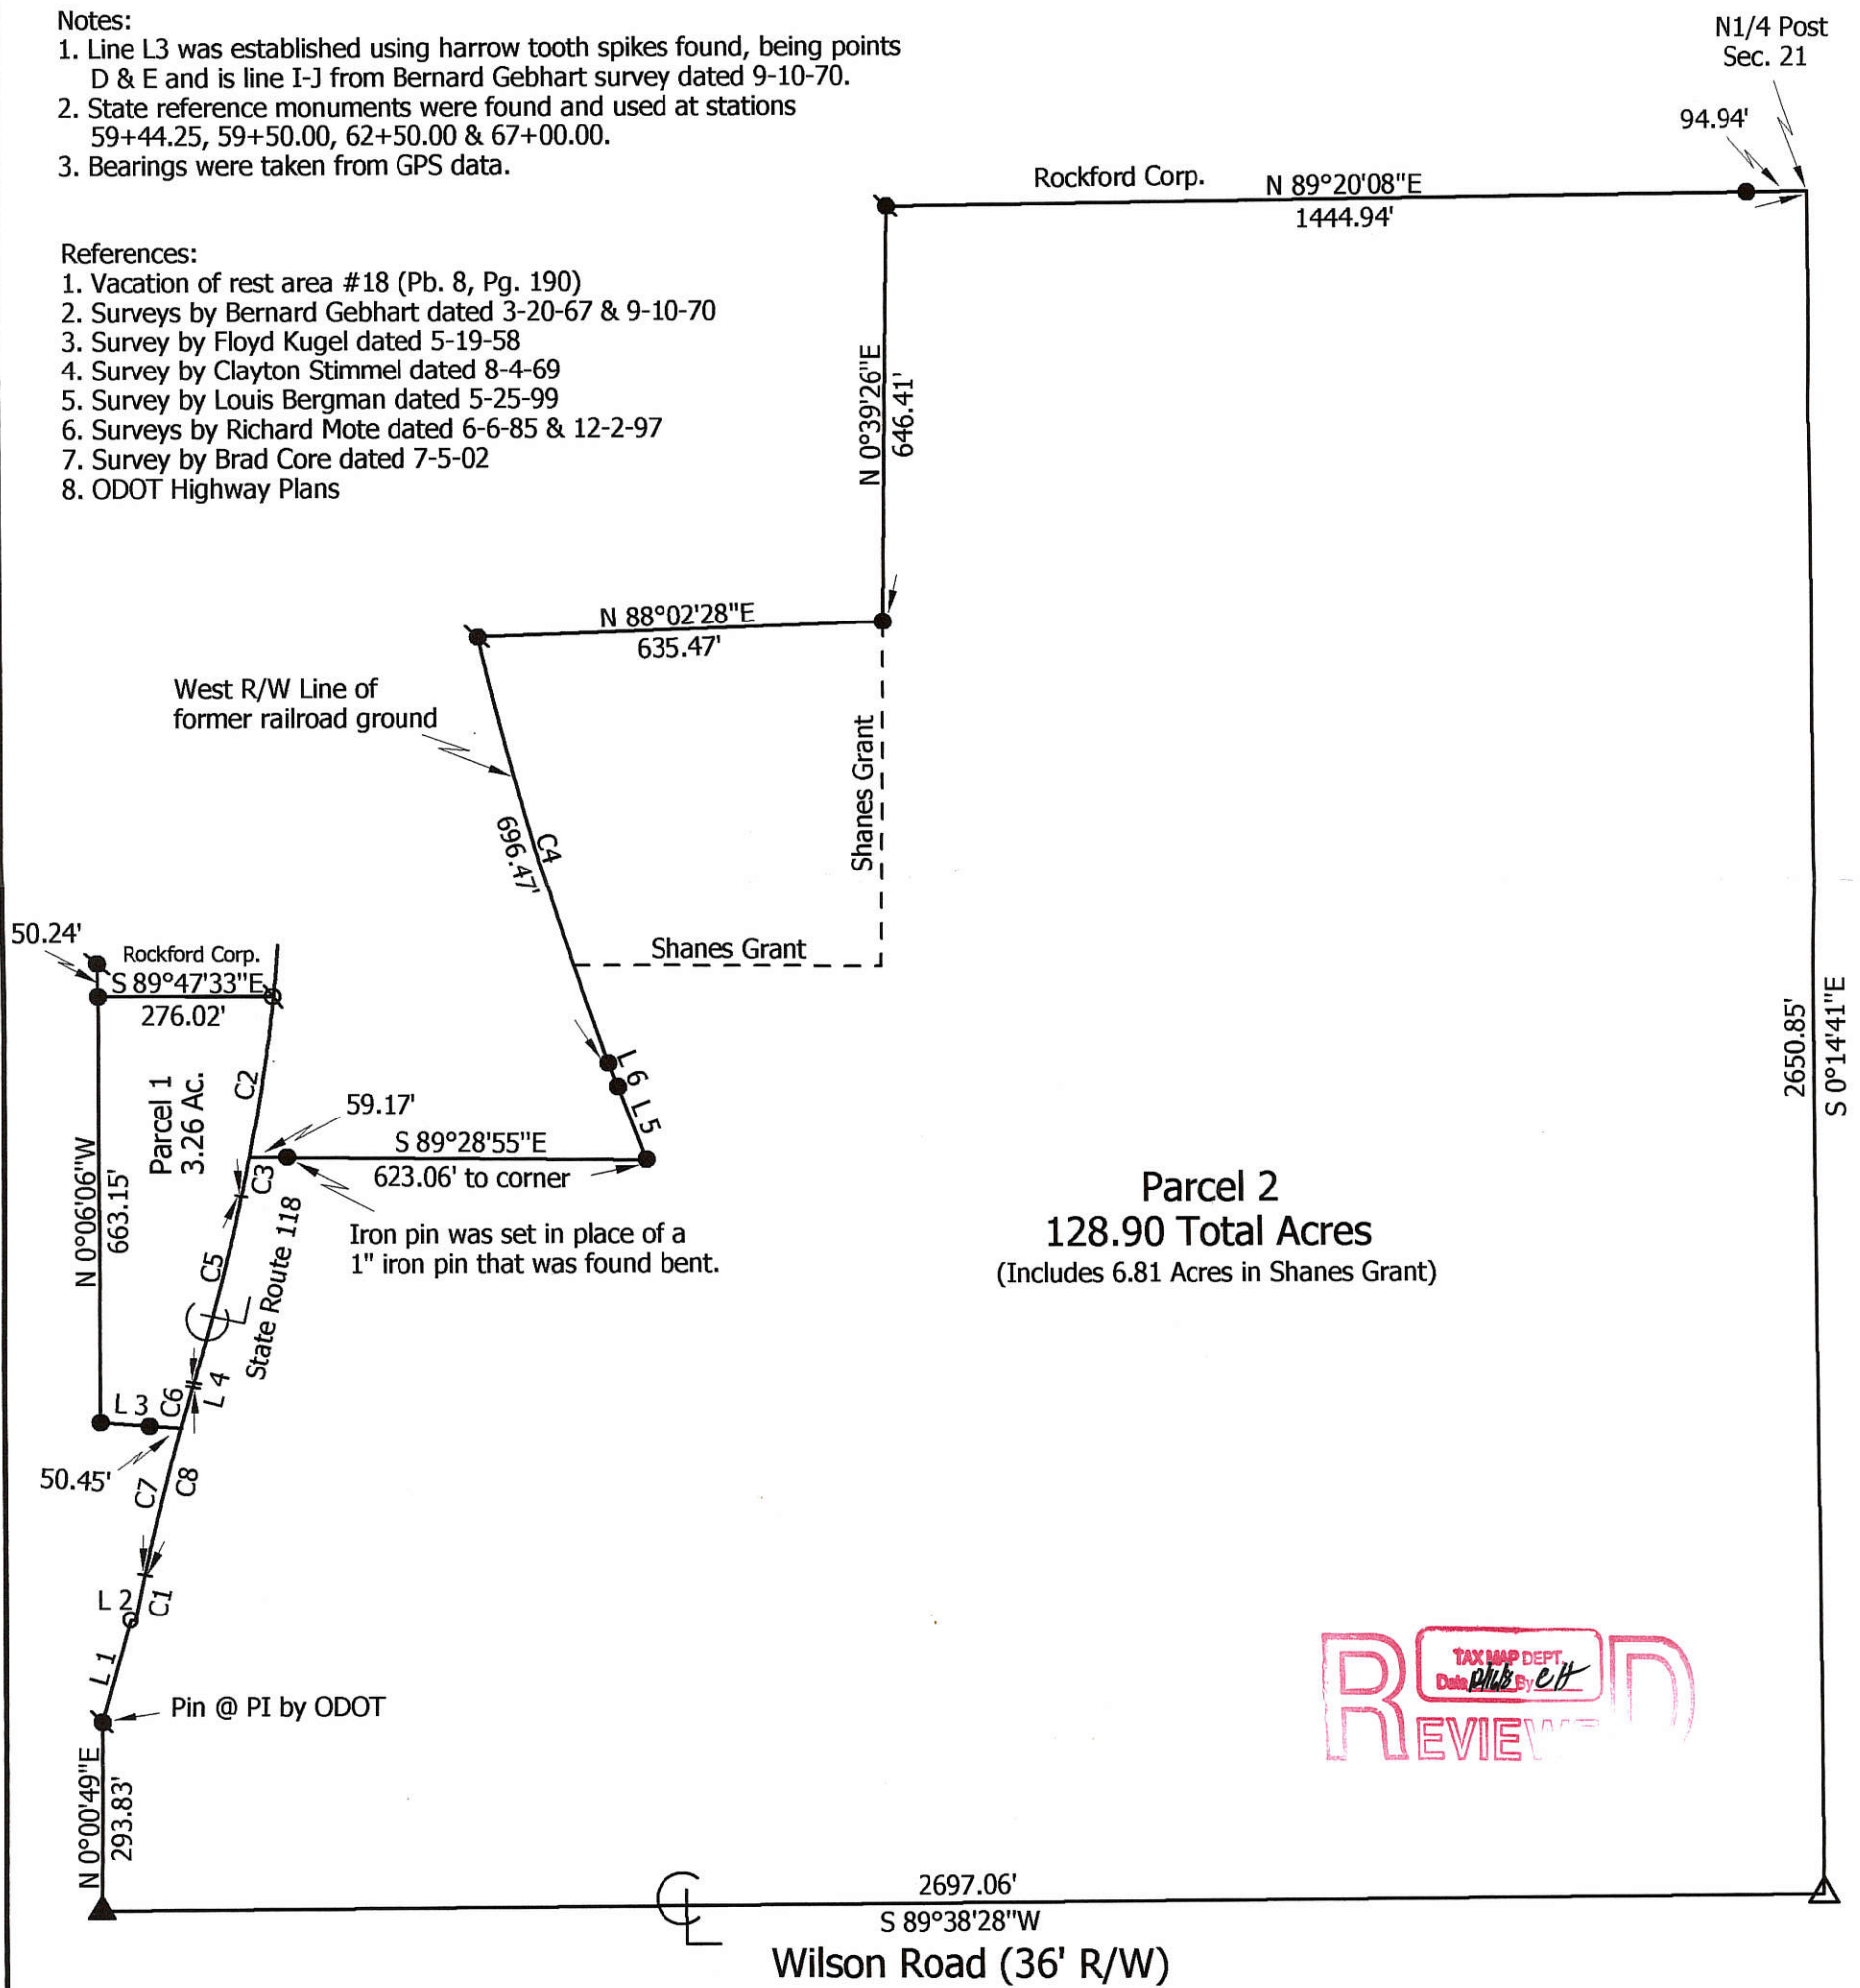 Notes:
1. Line L3 was established using harrow tooth spikes found, being points
D & E and is line I-J from Bernard Gebhart survey dated 9-10-70.
2. State reference monuments were found and used at stations
59+44.25, 59+50.00, 62+50.00 & 67+00.00.
3. Bearings were taken from GPS data.
References:
1. Vacation of rest area #18 (Pb. 8, Pg. 190)
2. Surveys by Bernard Gebhart dated 3-20-67 & 9-10-70
3. Survey by Floyd Kugel dated 5-19-58
4. Survey by Clayton Stimmel dated 8-4-69
5. Survey by Louis Bergman dated 5-25-99
6. Surveys by Richard Mote dated 6-6-85 & 12-2-97
7. Survey by Brad Core dated 7-5-02
8. ODOT Highway Plans
N1/4 Post
Sec. 21
94.94'
Rockford Corp.
N 89°20'08"E
1444.94'
N 0°39'26"E
646.41'
N 88°02'28"E
635.47'
West R/W Line of
former railroad ground
C4
696.47'
Shanes Grant
Shanes Grant
50.24'
Rockford Corp.
S 89°47'33"E
276.02'
Parcel 1
3.26 Ac.
C2
59.17'
S 89°28'55"E
623.06' to corner
L 6
L 5
C3
N 0°06'06"W
663.15'
Iron pin was set in place of a
1" iron pin that was found bent.
C5
State Route 118
L 4
L 3
C6
50.45'
C7
C8
L 2
C1
L 1
Pin @ PI by ODOT
N 0°00'49"E
293.83'
Parcel 2
128.90 Total Acres
(Includes 6.81 Acres in Shanes Grant)
2650.85'
S 0°14'41"E
REVIEWED
TAX MAP DEPT.
Date By CH
CL
2697.06'
S 89°38'28"W
Wilson Road (36' R/W)